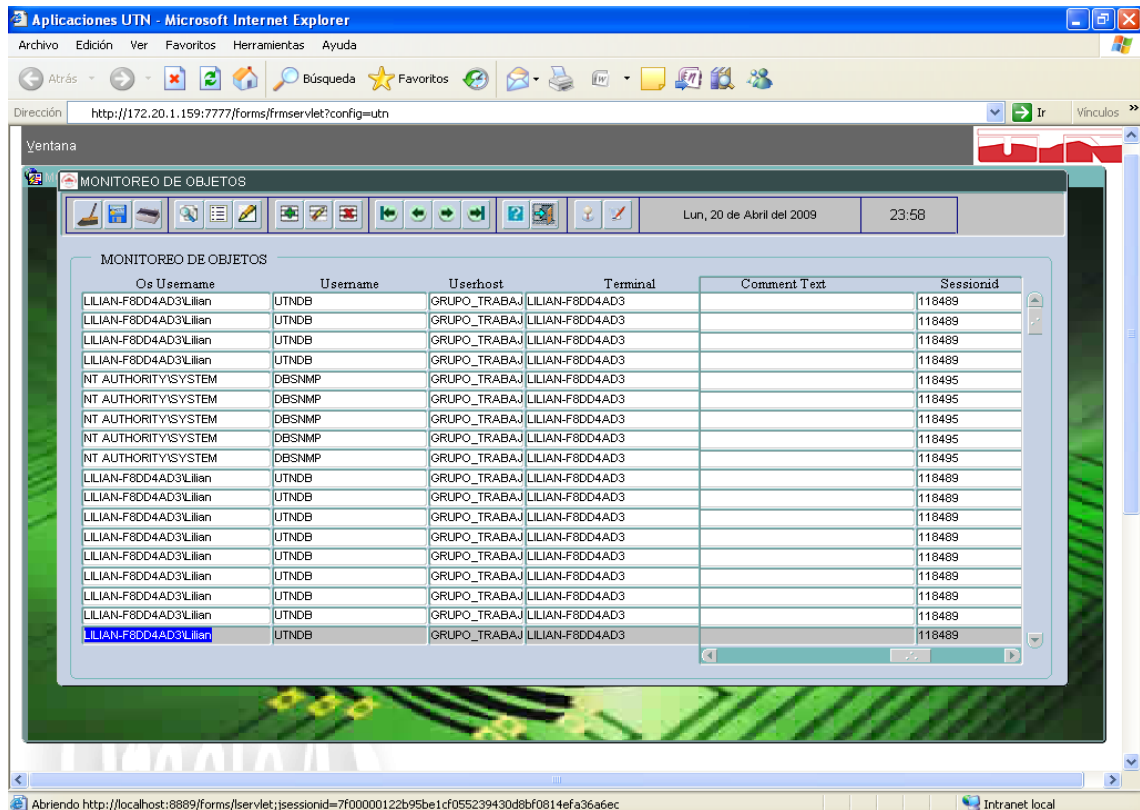 Aplicaciones UTN - Microsoft Internet Explorer
Archivo Edición Ver Favoritos Herramientas Ayuda
Atrás Búsqueda Favoritos
Dirección http://172.20.1.159:7777/forms/frmservlet?config=utn Ir Vínculos »
Ventana
MONITOREO DE OBJETOS
Lun, 20 de Abril del 2009 23:58
MONITOREO DE OBJETOS
Os Username Username Userhost Terminal Comment Text Sessionid
LILIAN-F8DD4AD3\Lilian UTNDB GRUPO_TRABAJ LILIAN-F8DD4AD3 118489
LILIAN-F8DD4AD3\Lilian UTNDB GRUPO_TRABAJ LILIAN-F8DD4AD3 118489
LILIAN-F8DD4AD3\Lilian UTNDB GRUPO_TRABAJ LILIAN-F8DD4AD3 118489
LILIAN-F8DD4AD3\Lilian UTNDB GRUPO_TRABAJ LILIAN-F8DD4AD3 118489
NT AUTHORITY\SYSTEM DBSNMP GRUPO_TRABAJ LILIAN-F8DD4AD3 118495
NT AUTHORITY\SYSTEM DBSNMP GRUPO_TRABAJ LILIAN-F8DD4AD3 118495
NT AUTHORITY\SYSTEM DBSNMP GRUPO_TRABAJ LILIAN-F8DD4AD3 118495
NT AUTHORITY\SYSTEM DBSNMP GRUPO_TRABAJ LILIAN-F8DD4AD3 118495
NT AUTHORITY\SYSTEM DBSNMP GRUPO_TRABAJ LILIAN-F8DD4AD3 118495
LILIAN-F8DD4AD3\Lilian UTNDB GRUPO_TRABAJ LILIAN-F8DD4AD3 118489
LILIAN-F8DD4AD3\Lilian UTNDB GRUPO_TRABAJ LILIAN-F8DD4AD3 118489
LILIAN-F8DD4AD3\Lilian UTNDB GRUPO_TRABAJ LILIAN-F8DD4AD3 118489
LILIAN-F8DD4AD3\Lilian UTNDB GRUPO_TRABAJ LILIAN-F8DD4AD3 118489
LILIAN-F8DD4AD3\Lilian UTNDB GRUPO_TRABAJ LILIAN-F8DD4AD3 118489
LILIAN-F8DD4AD3\Lilian UTNDB GRUPO_TRABAJ LILIAN-F8DD4AD3 118489
LILIAN-F8DD4AD3\Lilian UTNDB GRUPO_TRABAJ LILIAN-F8DD4AD3 118489
LILIAN-F8DD4AD3\Lilian UTNDB GRUPO_TRABAJ LILIAN-F8DD4AD3 118489
LILIAN-F8DD4AD3\Lilian UTNDB GRUPO_TRABAJ LILIAN-F8DD4AD3 118489
Abriendo http://localhost:8889/forms/lservlet;jsessionid=7f00000122b95be1cf055239430d8bf0814efa36a6ec Intranet local